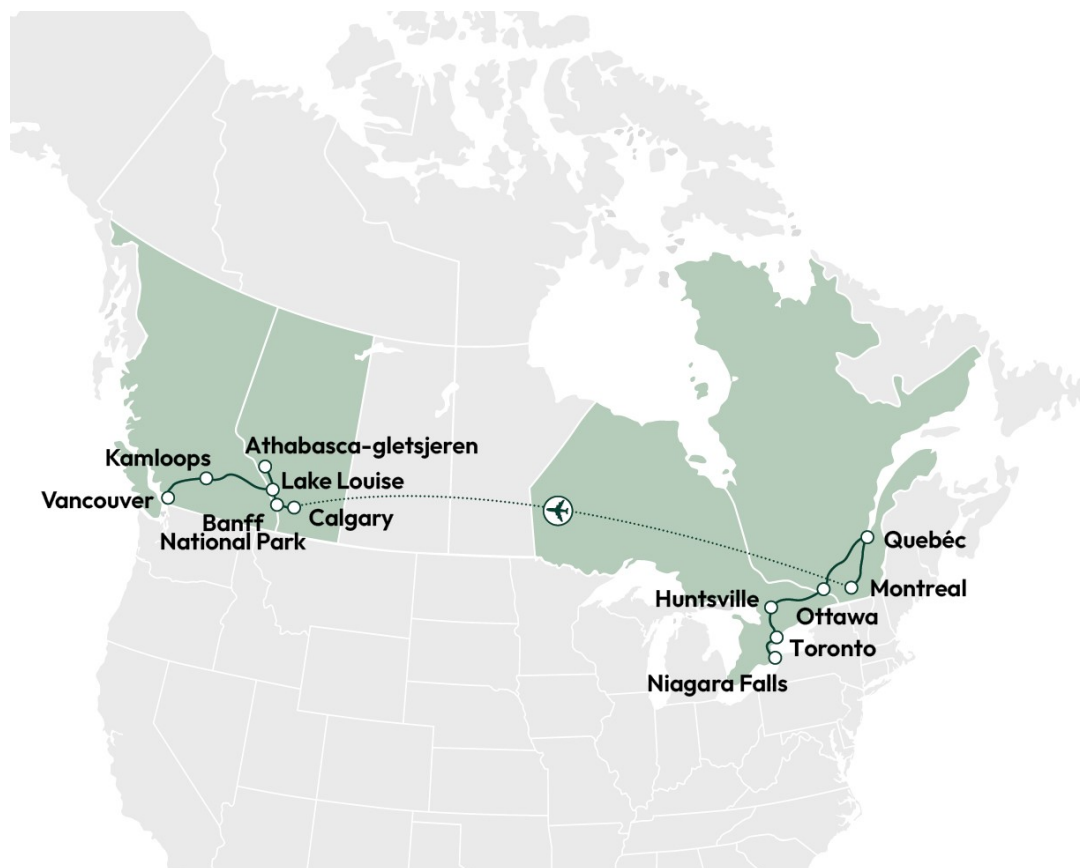 Athabasca-gletsjeren
Kamloops
Lake Louise
Vancouver
Banff
National Park
Calgary
Quebéc
Montreal
Huntsville
Ottawa
Toronto
Niagara Falls